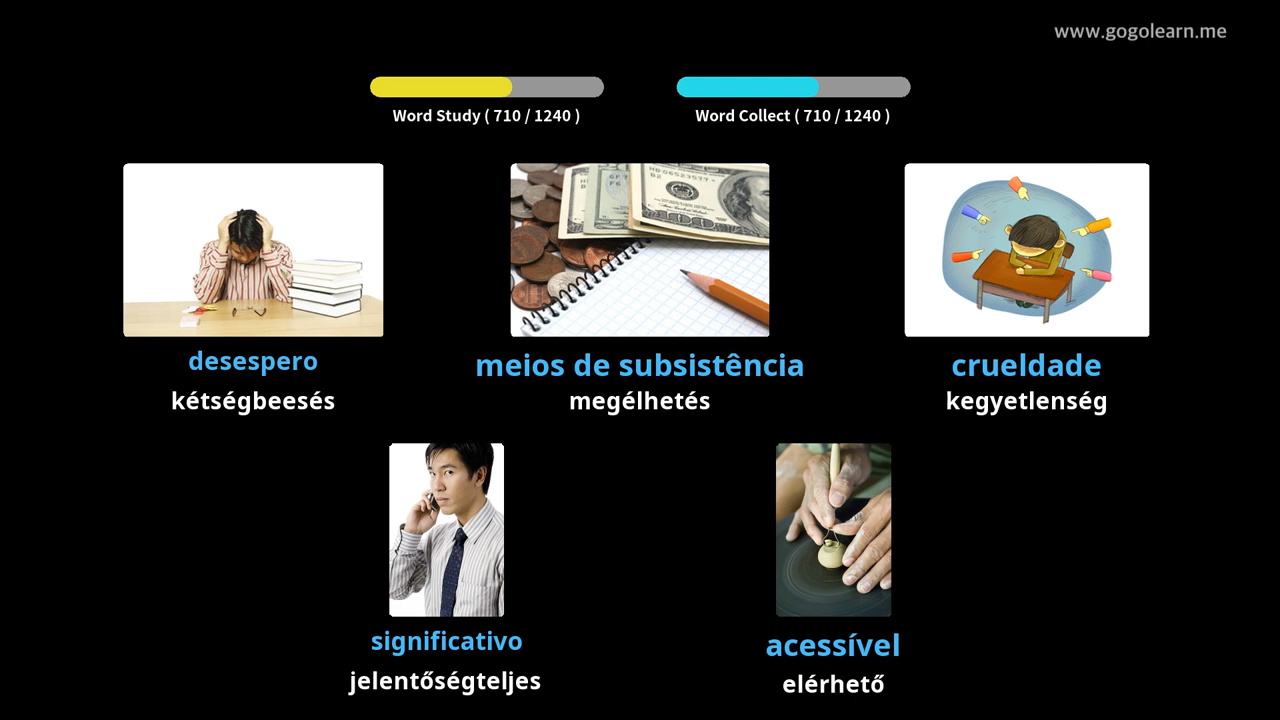 www.gogolearn.me
Word Study ( 710 / 1240 )
Word Collect ( 710 / 1240 )
desespero
kétségbeesés
meios de subsistência
megélhetés
crueldade
kegyetlenség
significativo
jelentőségteljes
acessível
elérhető